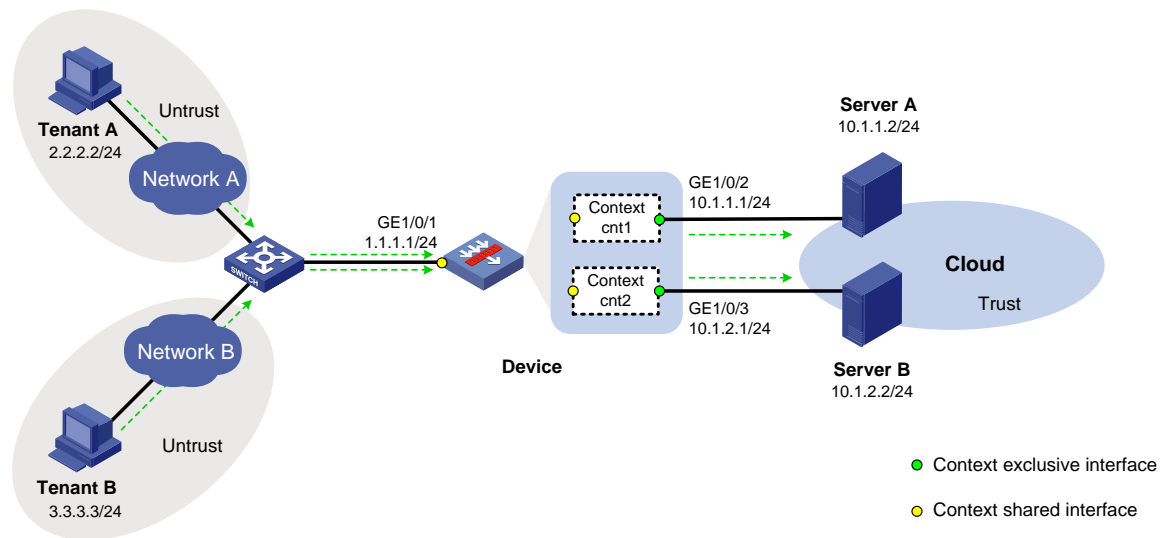 Untrust
Tenant A
2.2.2.2/24
Network A
GE1/0/1
1.1.1.1/24
SWITCH
Network B
Untrust
Tenant B
3.3.3.3/24
Device
Context
cnt1
Context
cnt2
GE1/0/2
10.1.1.1/24
GE1/0/3
10.1.2.1/24
Server A
10.1.1.2/24
Cloud
Trust
Server B
10.1.2.2/24
Context exclusive interface
Context shared interface